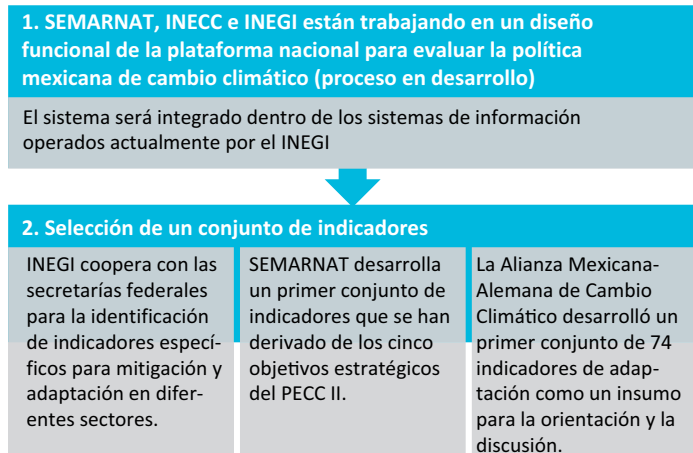 1. SEMARNAT, INECC e INEGI están trabajando en un diseño
funcional de la plataforma nacional para evaluar la política
mexicana de cambio climático (proceso en desarrollo)
El sistema será integrado dentro de los sistemas de información
operados actualmente por el INEGI
2. Selección de un conjunto de indicadores
INEGI coopera con las
secretarías federales
para la identificación
de indicadores especí-
ficos para mitigación y
adaptación en difer-
entes sectores.
SEMARNAT desarrolla
un primer conjunto de
indicadores que se han
derivado de los cinco
objetivos estratégicos
del PECC II.
La Alianza Mexicana-
Alemana de Cambio
Climático desarrolló un
primer conjunto de 74
indicadores de adap-
tación como un insumo
para la orientación y la
discusión.